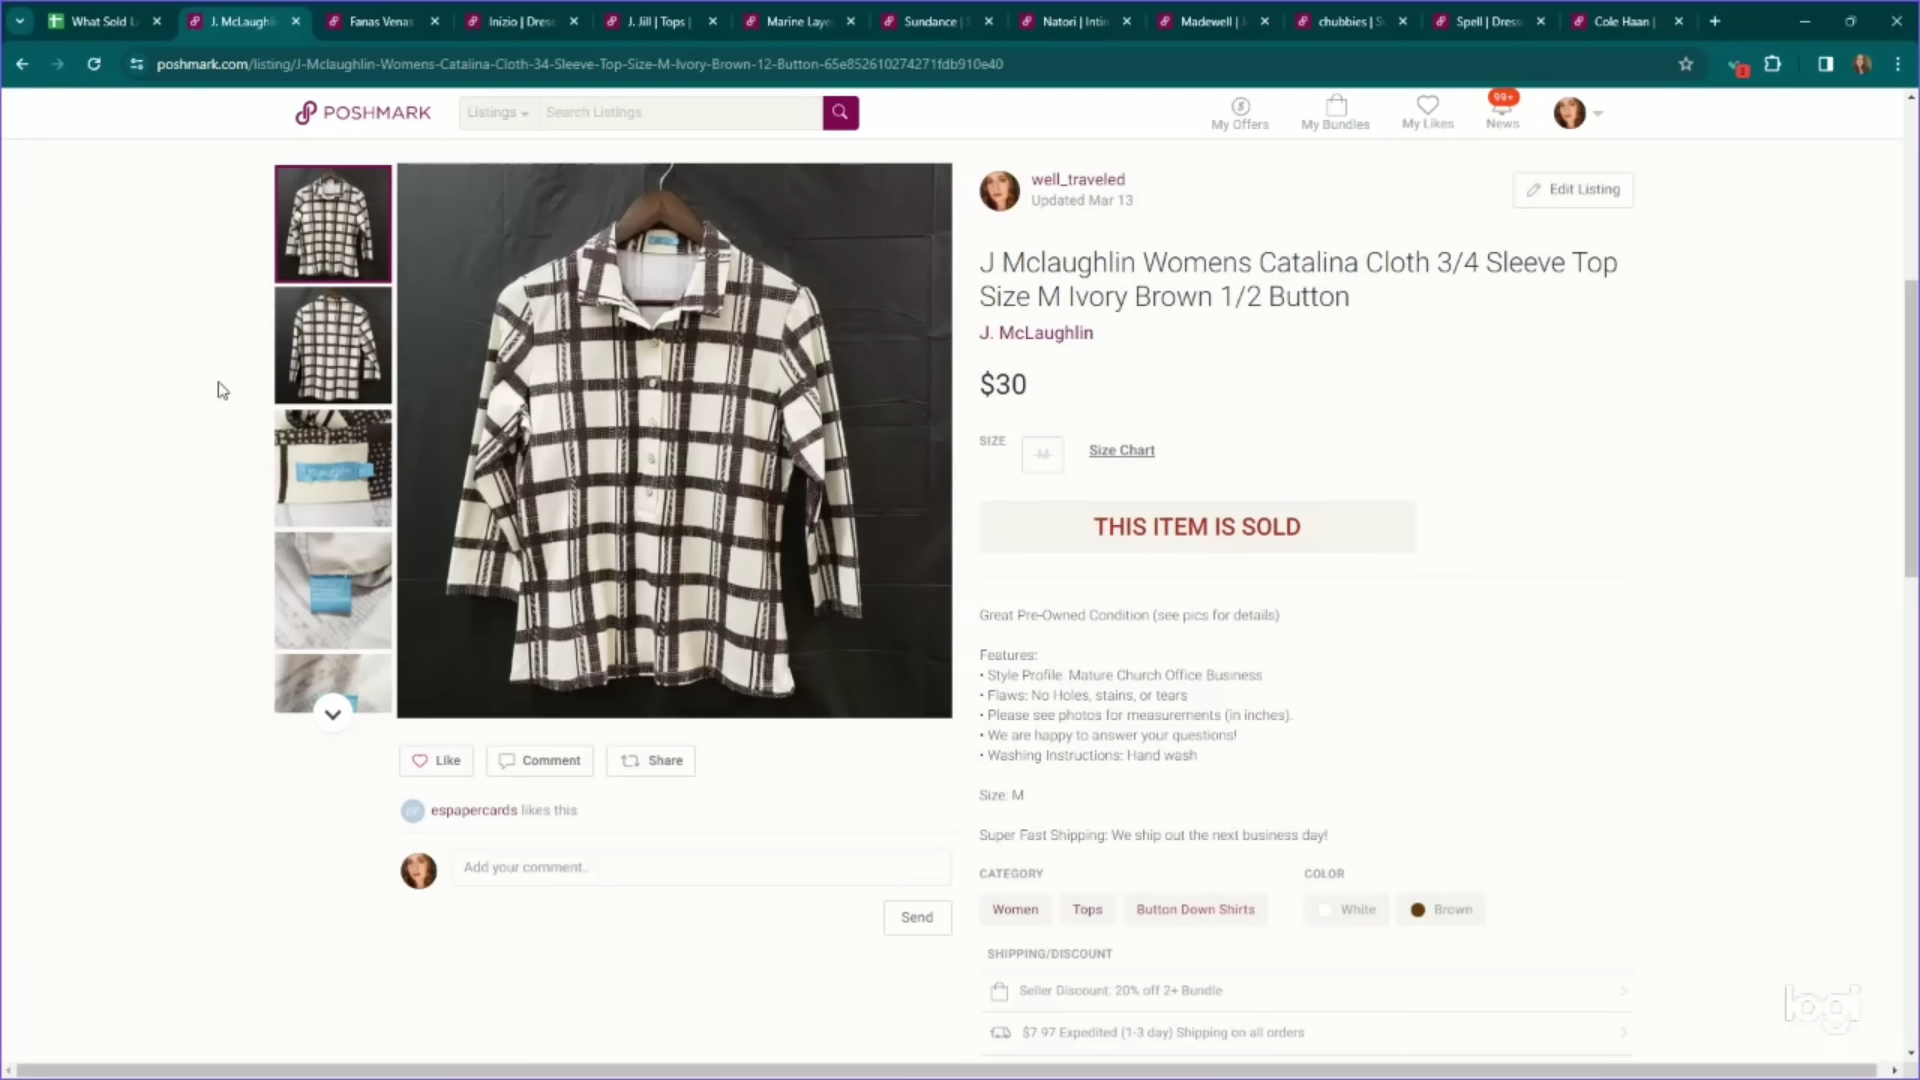 What Sold L
J. McLaughli
Fanas Venas
Inizio | Dres
J. Jill | Tops |
Marine Laye
Sundance | S
Natori | Intin
Madewell |
chubbies | S
Spell | Dress
Cole Haan |
poshmark.com/listing/J-Mclaughlin-Womens-Catalina-Cloth-34-Sleeve-Top-Size-M-Ivory-Brown-12-Button-65e852610274271fdb910e40
POSHMARK
Listings
Search Listings
My Offers
My Bundles
My Likes
99+
News
well_traveled
Updated Mar 13
Edit Listing
J Mclaughlin Womens Catalina Cloth 3/4 Sleeve Top
Size M Ivory Brown 1/2 Button
J. McLaughlin
$30
SIZE
M
Size Chart
THIS ITEM IS SOLD
Great Pre-Owned Condition (see pics for details)
Features:
• Style Profile: Mature Church Office Business
• Flaws: No Holes, stains, or tears
• Please see photos for measurements (in inches).
• We are happy to answer your questions!
• Washing Instructions: Hand wash
Size: M
Super Fast Shipping: We ship out the next business day!
CATEGORY
Women
Tops
Button Down Shirts
COLOR
White
Brown
SHIPPING/DISCOUNT
Seller Discount: 20% off 2+ Bundle
$7.97 Expedited (1-3 day) Shipping on all orders
Like
Comment
Share
espapercards likes this
Add your comment..
Send
logi